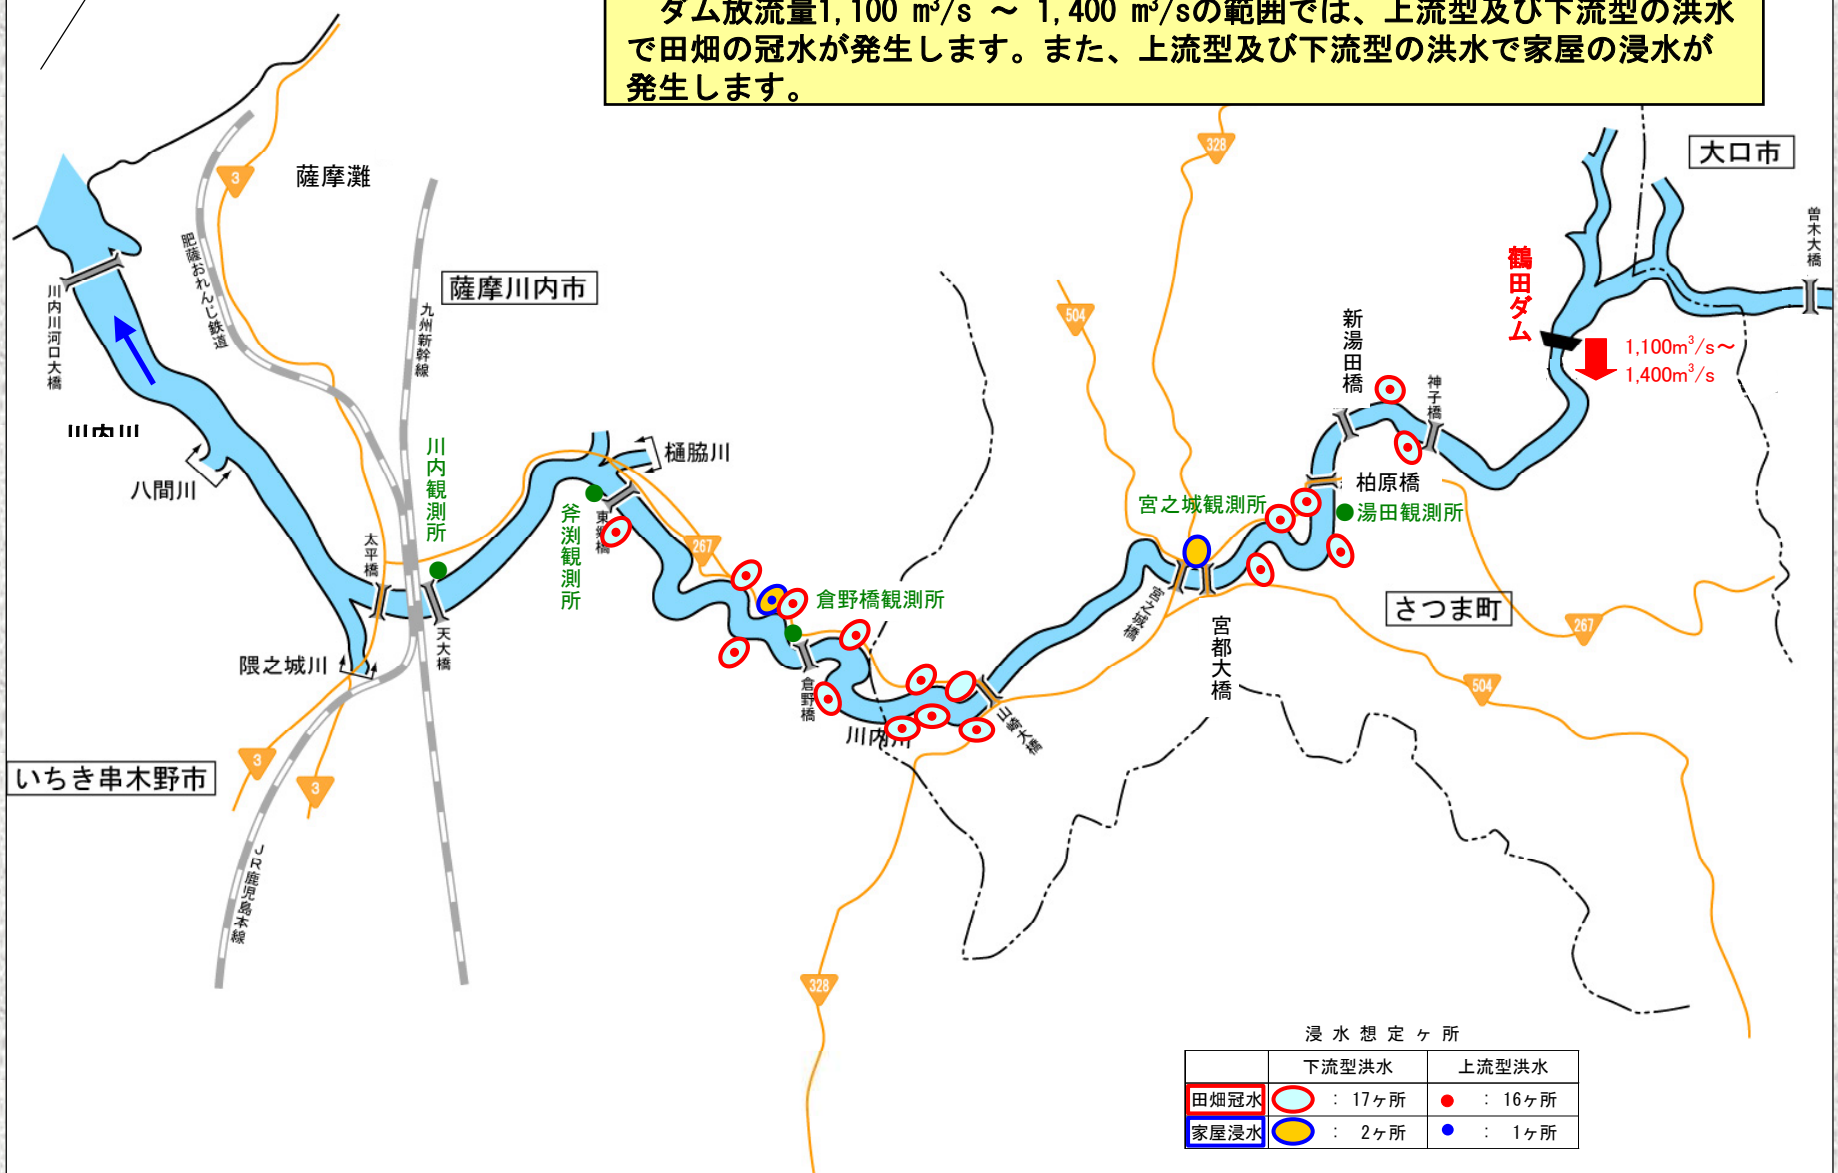 ダム放流量1,100 m³/s ～ 1,400 m³/sの範囲では、上流型及び下流型の洪水
で田畑の冠水が発生します。また、上流型及び下流型の洪水で家屋の浸水が
発生します。
大口市
曽木大橋
鶴田ダム
1,100m³/s～
1,400m³/s
328
3
薩摩灘
肥薩おれんじ鉄道
薩摩川内市
九州新幹線
川内川河口大橋
504
新湯田橋
神子橋
川内川
八間川
川内観測所
樋脇川
斧渕観測所
東郷橋
267
太平橋
天大橋
隈之城川
柏原橋
宮之城観測所
湯田観測所
倉野橋観測所
倉野橋
宮之城橋
宮都大橋
さつま町
267
504
山崎大橋
川内川
いちき串木野市
3
3
JR鹿児島本線
328
浸水想定ヶ所
下流型洪水 上流型洪水
田畑冠水 : 17ヶ所 : 16ヶ所
家屋浸水 : 2ヶ所 : 1ヶ所